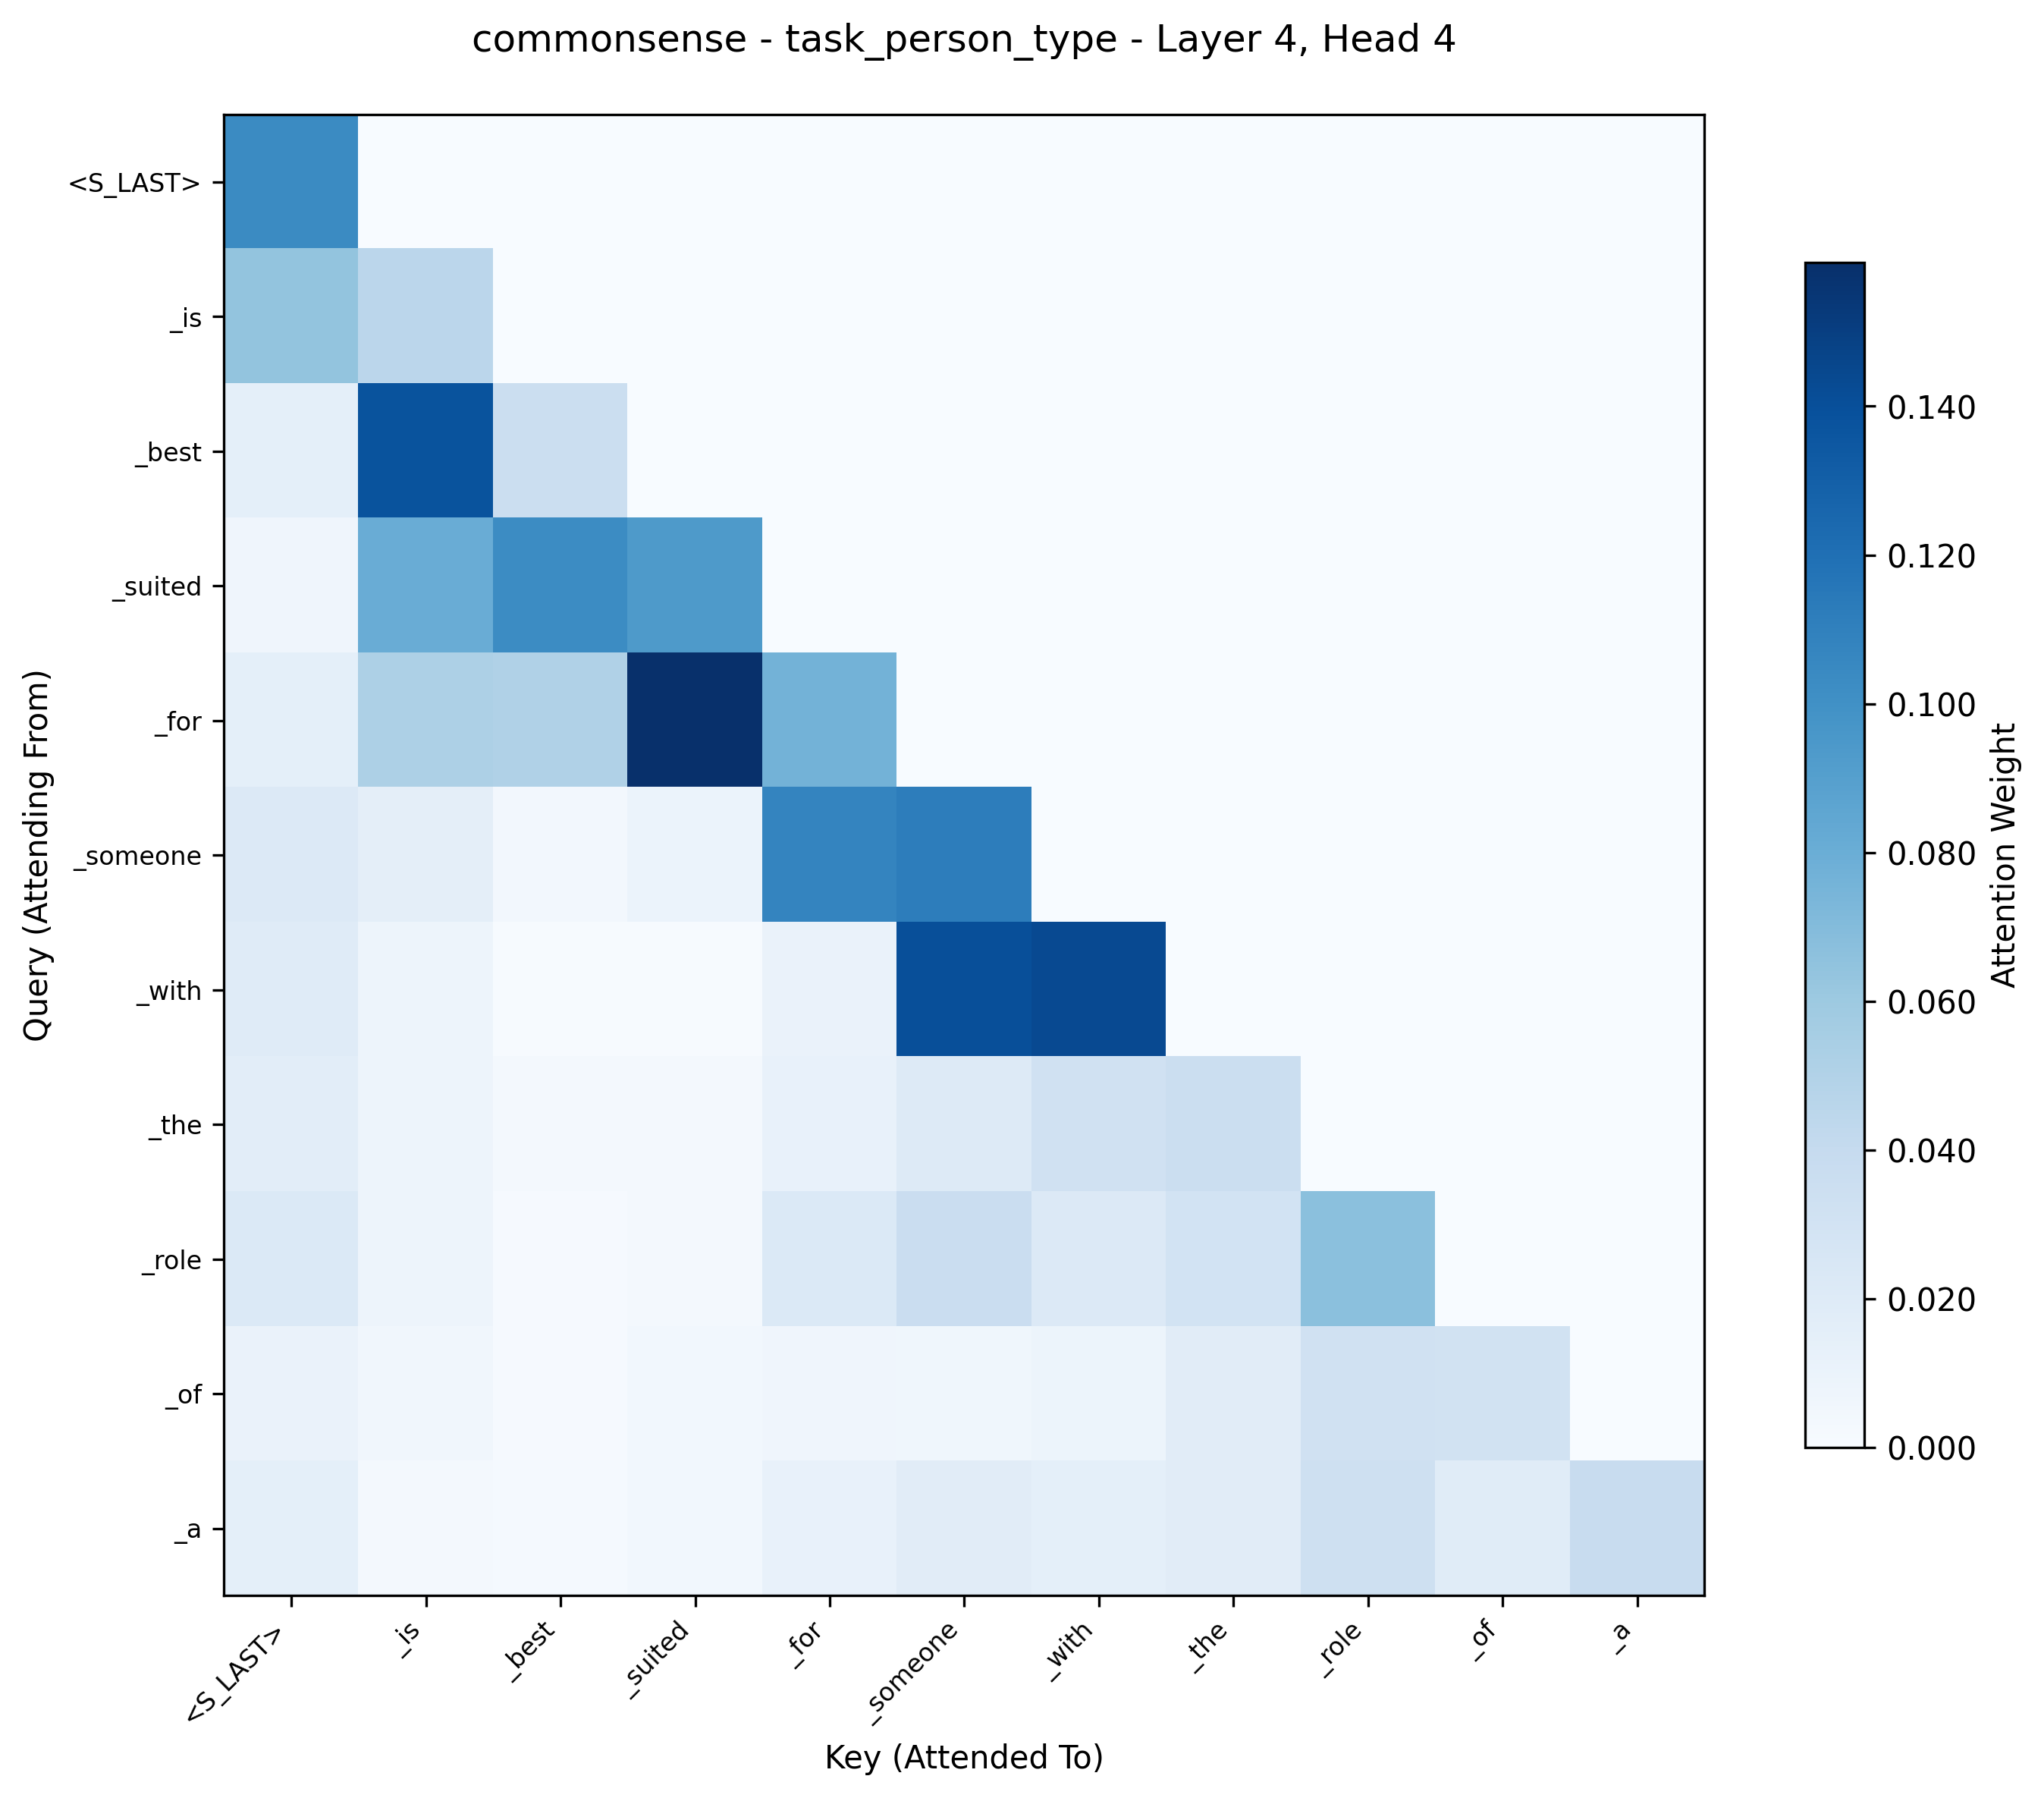 commonsense - task_person_type - Layer 4, Head 4
Query (Attending From)
<S_LAST>
_is
_best
_suited
_for
_someone
_with
_the
_role
_of
_a
<S_LAST>
_is
_best
_suited
_for
_someone
_with
_the
_role
_of
_a
Key (Attended To)
0.140
0.120
0.100
0.080
0.060
0.040
0.020
0.000
Attention Weight